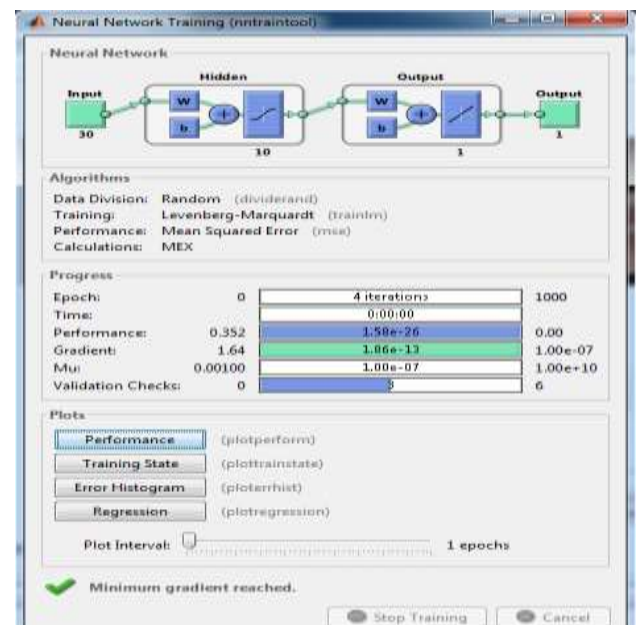 Neural Network Training (nntraintool)
Neural Network
Hidden
Output
Input
Output
W
W
b
b
30
10
1
1
Algorithms
Data Division: Random (dividerand)
Training: Levenberg-Marquardt (trainlm)
Performance: Mean Squared Error (mse)
Calculations: MEX
Progress
Epoch: 0 4 iterations 1000
Time: 0:00:00
Performance: 0.352 1.58e-26 0.00
Gradient: 1.64 1.06e-13 1.00e-07
Mu: 0.00100 1.00e-07 1.00e+10
Validation Checks: 0 3 6
Plots
Performance (plotperform)
Training State (plottrainstate)
Error Histogram (ploterrhist)
Regression (plotregression)
Plot Interval: 1 epochs
Minimum gradient reached.
Stop Training Cancel